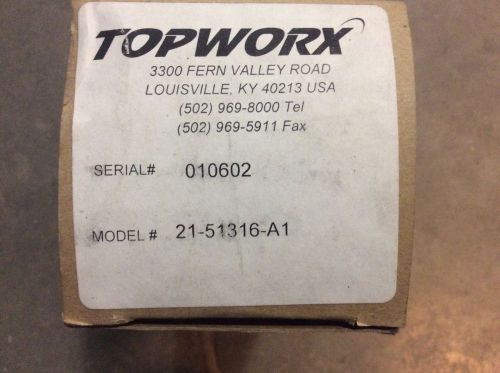 TOPWORX
3300 FERN VALLEY ROAD
LOUISVILLE, KY 40213 USA
(502) 969-8000 Tel
(502) 969-5911 Fax
SERIAL# 010602
MODEL # 21-51316-A1